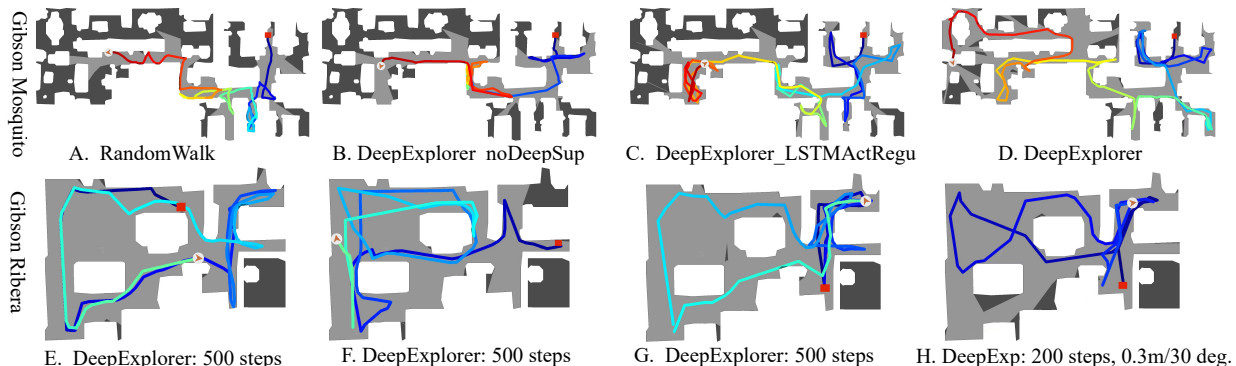 Gibson Mosquito
A. RandomWalk
B. DeepExplorer noDeepSup
C. DeepExplorer_LSTMActRegu
D. DeepExplorer
Gibson Ribera
E. DeepExplorer: 500 steps
F. DeepExplorer: 500 steps
G. DeepExplorer: 500 steps
H. DeepExp: 200 steps, 0.3m/30 deg.